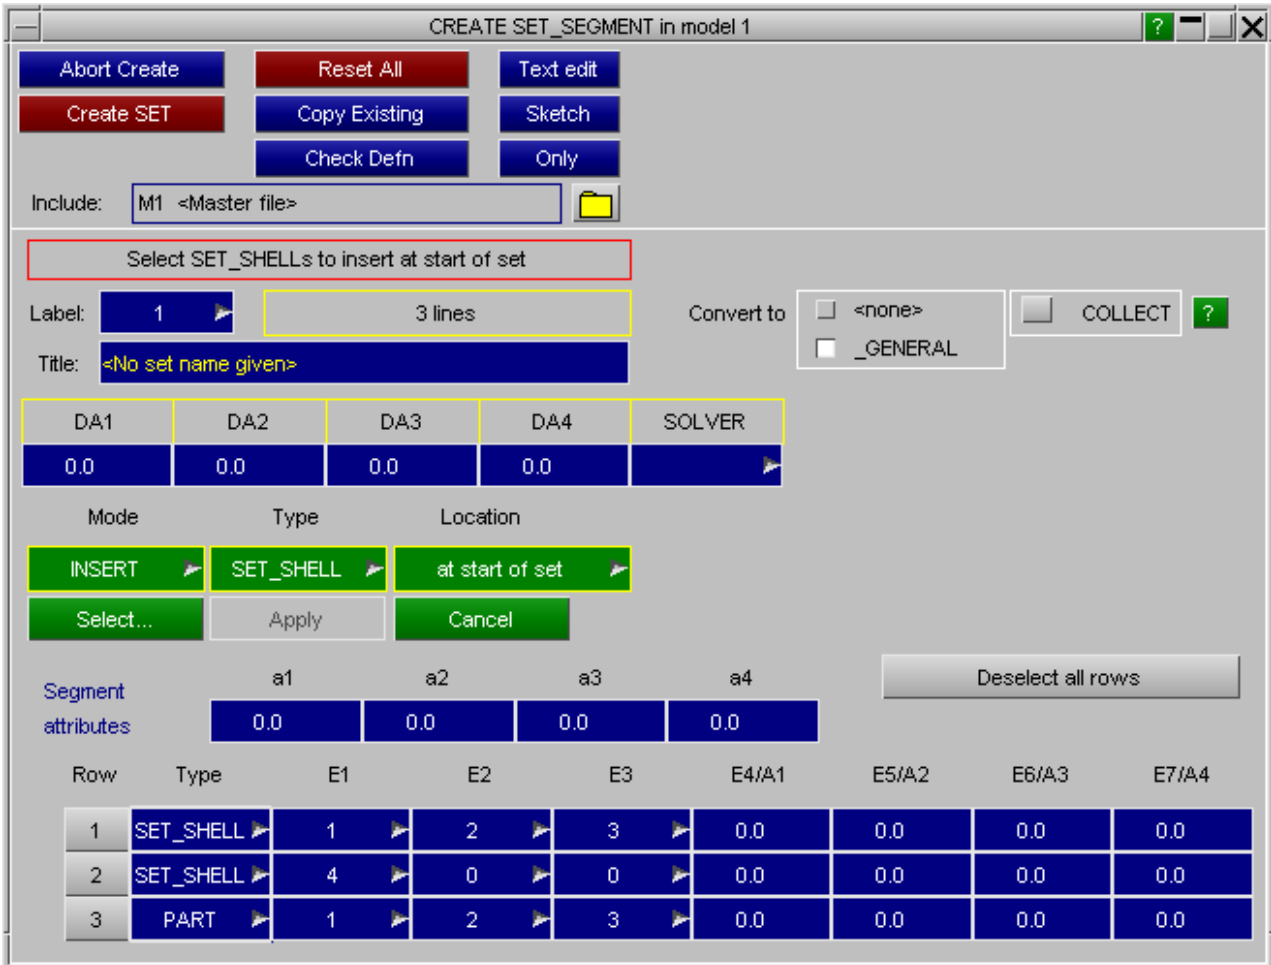 CREATE SET_SEGMENT in model 1 ?
Abort Create Reset All Text edit
Create SET Copy Existing Sketch
Check Defn Only
Include: M1 <Master file>
Select SET_SHELLs to insert at start of set
Label: 1 3 lines Convert to <none> COLLECT ?
_GENERAL
Title: <No set name given>
DA1 DA2 DA3 DA4 SOLVER
0.0 0.0 0.0 0.0
Mode Type Location
INSERT SET_SHELL at start of set
Select... Apply Cancel
Segment attributes a1 a2 a3 a4 Deselect all rows
0.0 0.0 0.0 0.0
Row Type E1 E2 E3 E4/A1 E5/A2 E6/A3 E7/A4
1 SET_SHELL 1 2 3 0.0 0.0 0.0 0.0
2 SET_SHELL 4 0 0 0.0 0.0 0.0 0.0
3 PART 1 2 3 0.0 0.0 0.0 0.0